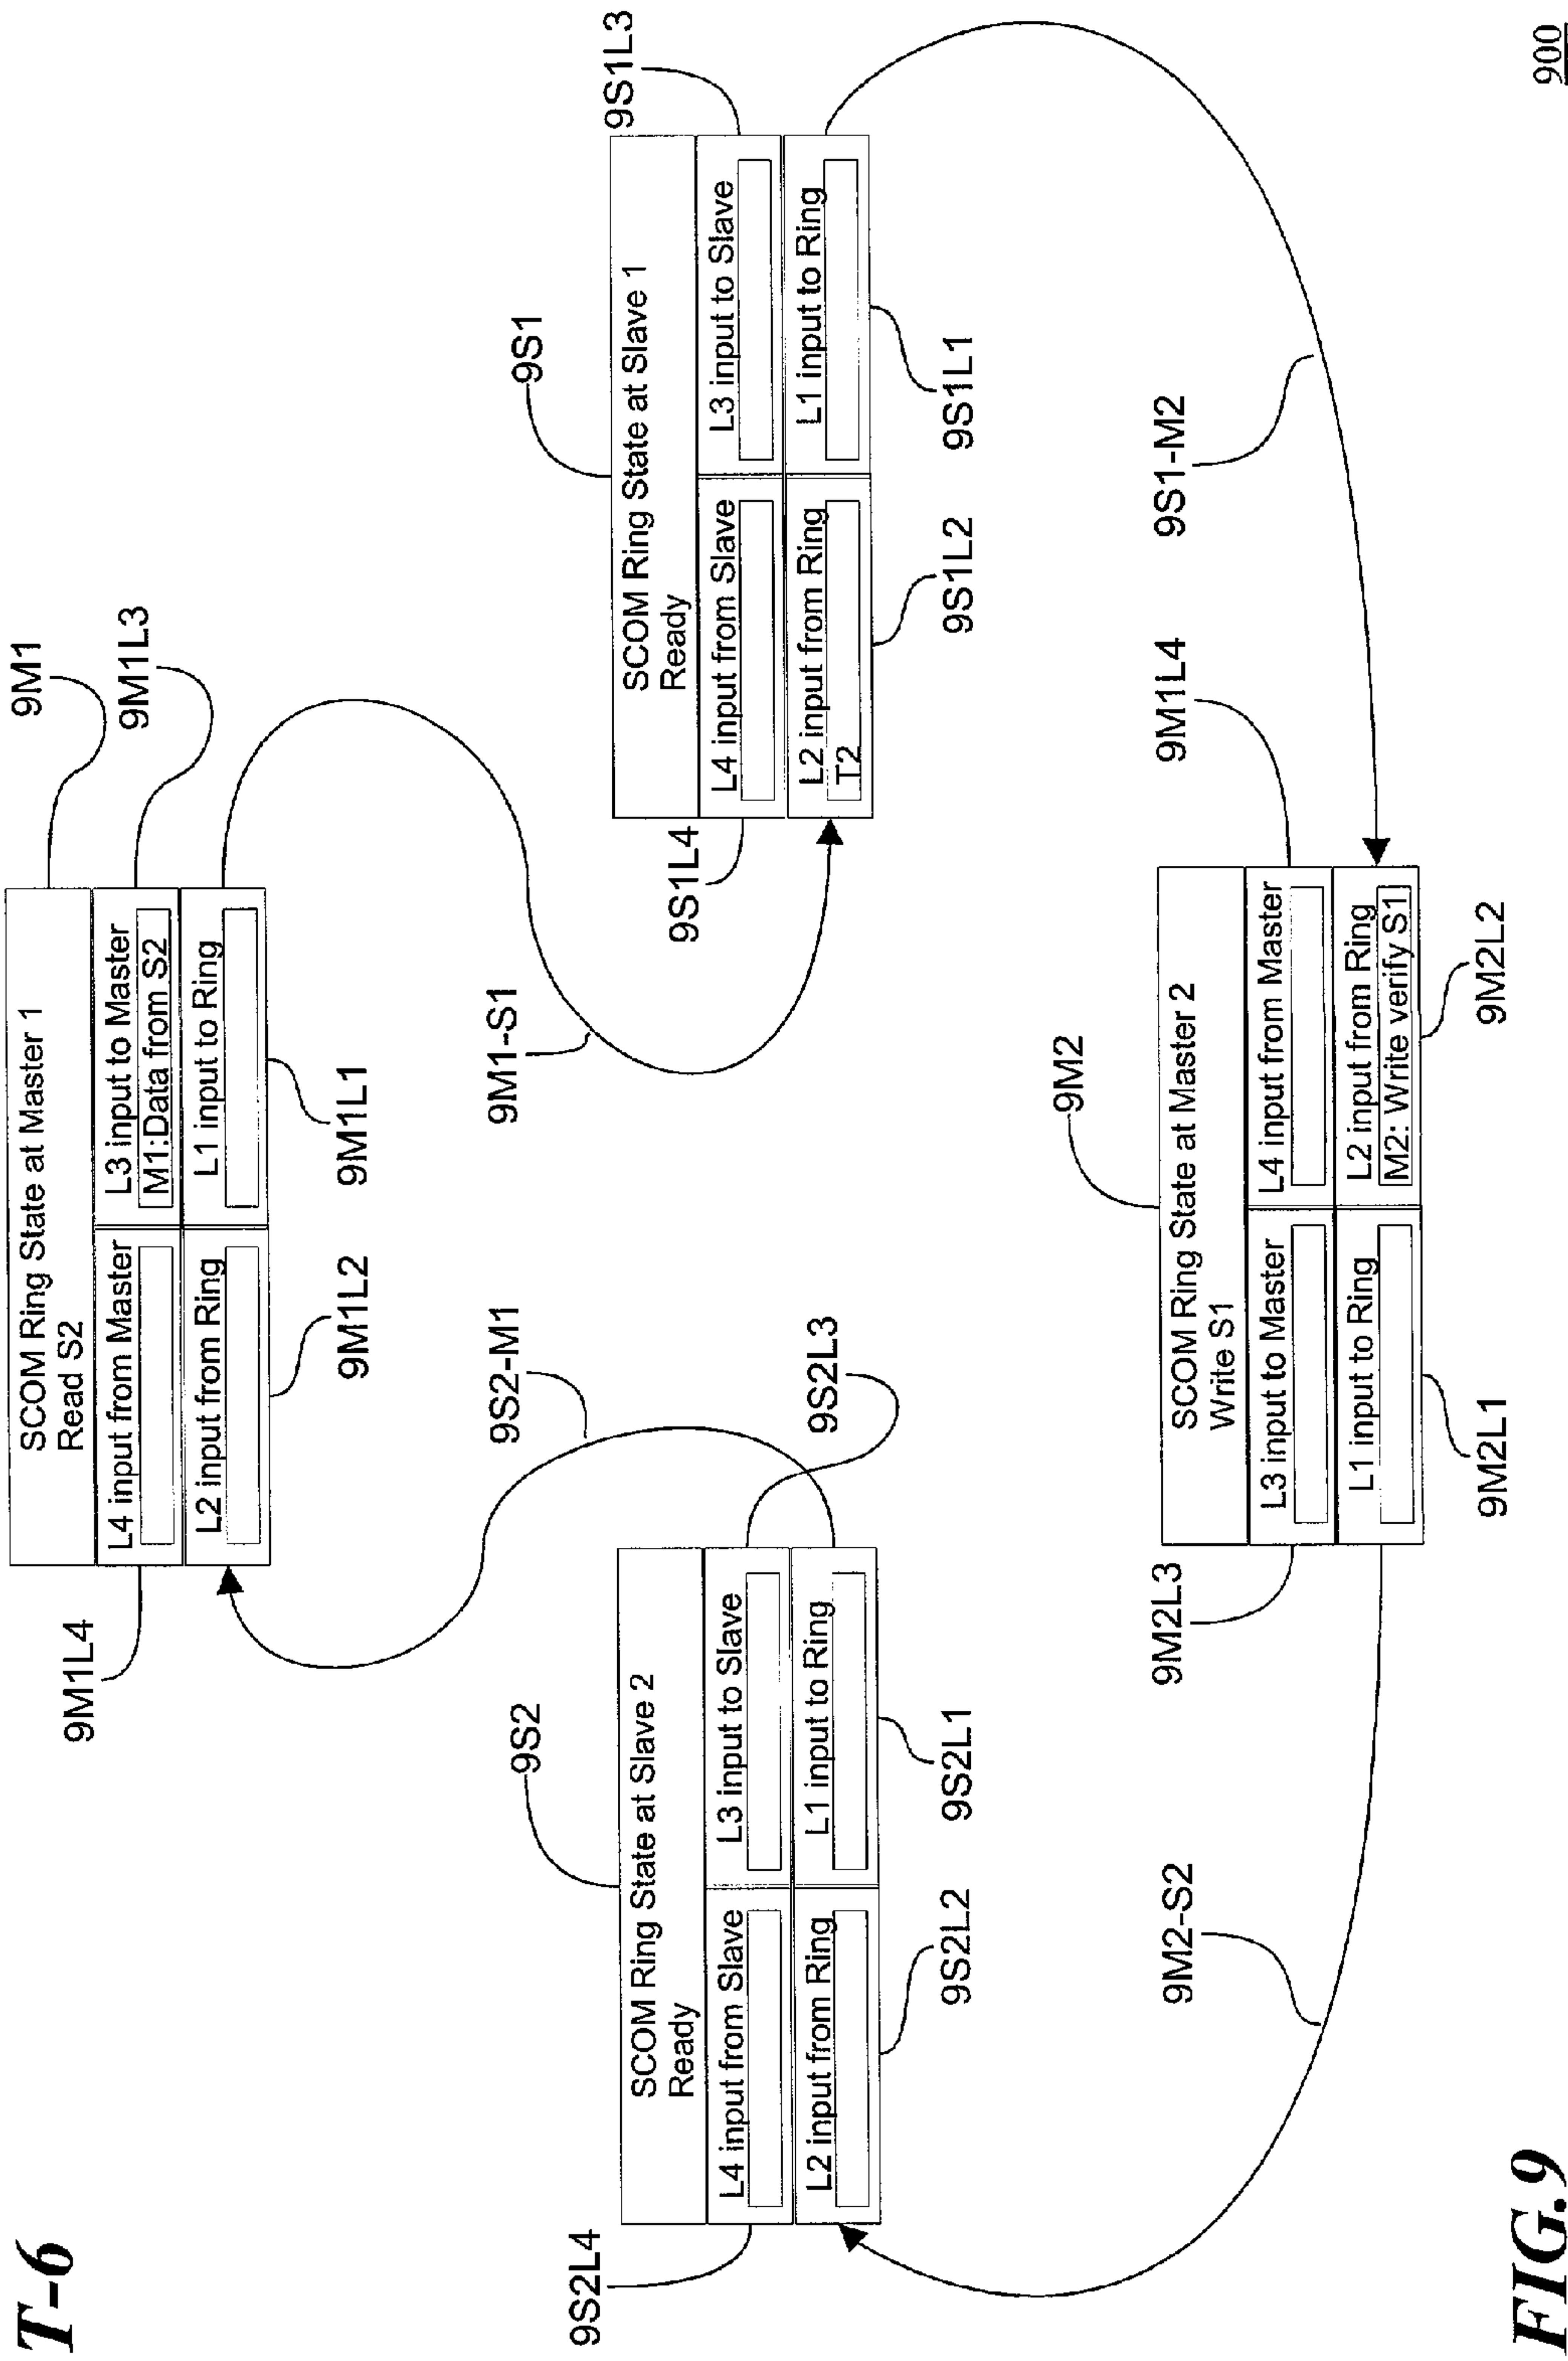 T-6
9M1
SCOM Ring State at Master 1
Read S2
9M1L4
L4 input from Master
L3 input to Master
M1:Data from S2
9M1L3
L2 input from Ring
L1 input to Ring
9M1L2
9M1L1
9S2-M1
9M1-S1
9S2
SCOM Ring State at Slave 2
Ready
9S2L4
L4 input from Slave
L3 input to Slave
9S2L3
L2 input from Ring
L1 input to Ring
9S2L2
9S2L1
9S1
SCOM Ring State at Slave 1
Ready
9S1L4
L4 input from Slave
L3 input to Slave
9S1L3
L2 input from Ring
T2
L1 input to Ring
9S1L2
9S1L1
9M2-S2
9S1-M2
9M2
SCOM Ring State at Master 2
Write S1
9M2L3
L3 input to Master
L4 input from Master
9M1L4
L1 input to Ring
L2 input from Ring
M2: Write verify S1
9M2L1
9M2L2
FIG.9
900